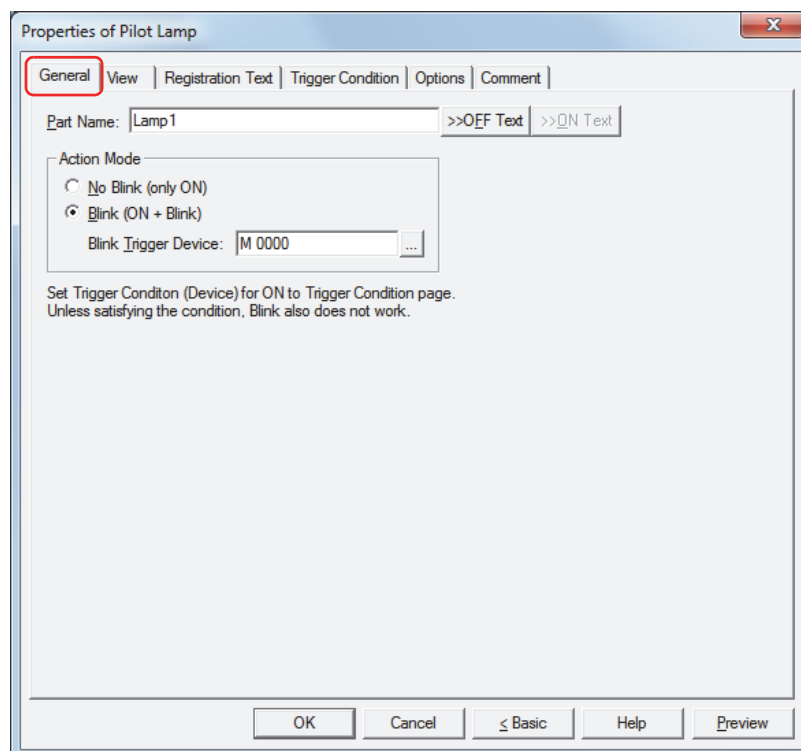 Properties of Pilot Lamp
X
General View Registration Text Trigger Condition Options Comment
Part Name: Lamp1 >>OFF Text >>ON Text
Action Mode
No Blink (only ON)
Blink (ON + Blink)
Blink Trigger Device: M 0000 ...
Set Trigger Conditon (Device) for ON to Trigger Condition page.
Unless satisfying the condition, Blink also does not work.
OK Cancel < Basic Help Preview